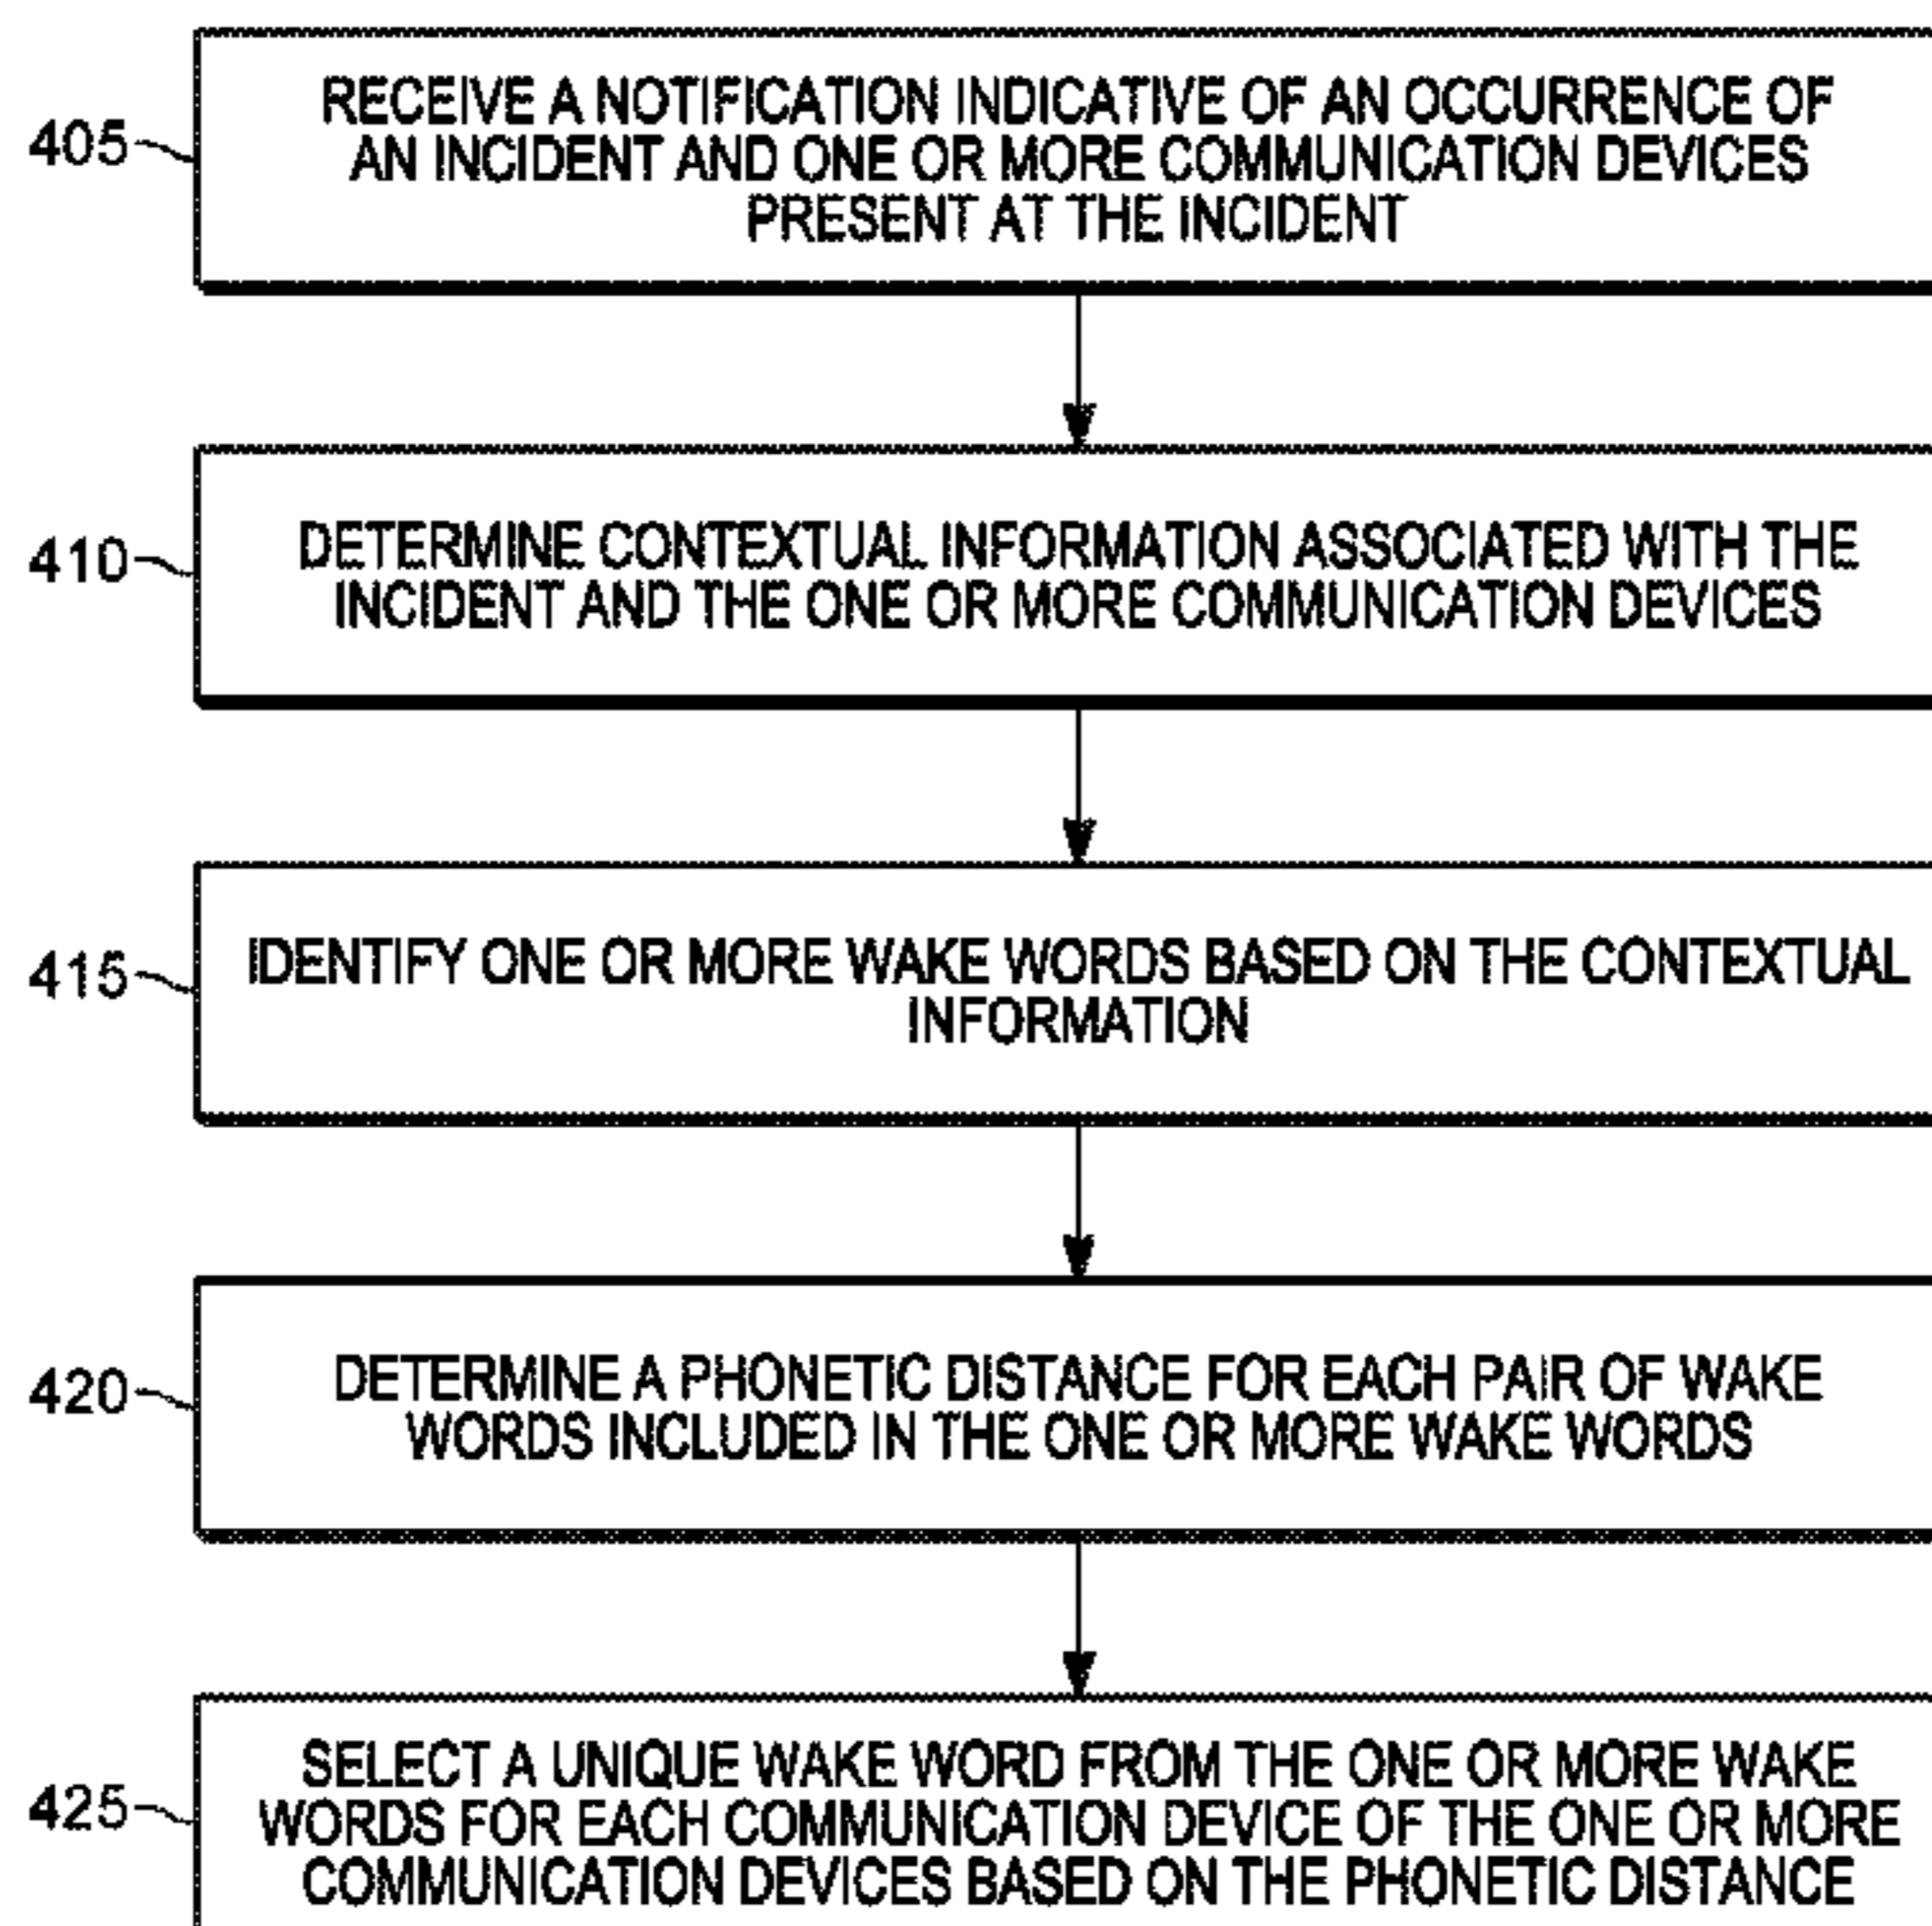 RECEIVE A NOTIFICATION INDICATIVE OF AN OCCURRENCE OF
405
AN INCIDENT AND ONE OR MORE COMMUNICATION DEVICES
PRESENT AT THE INCIDENT
DETERMINE CONTEXTUAL INFORMATION ASSOCIATED WITH THE
410
INCIDENT AND THE ONE OR MORE COMMUNICATION DEVICES
IDENTIFY ONE OR MORE WAKE WORDS BASED ON THE CONTEXTUAL
415
INFORMATION
DETERMINE A PHONETIC DISTANCE FOR EACH PAIR OF WAKE
420
WORDS INCLUDED IN THE ONE OR MORE WAKE WORDS
SELECT A UNIQUE WAKE WORD FROM THE ONE OR MORE WAKE
425
WORDS FOR EACH COMMUNICATION DEVICE OF THE ONE OR MORE
COMMUNICATION DEVICES BASED ON THE PHONETIC DISTANCE